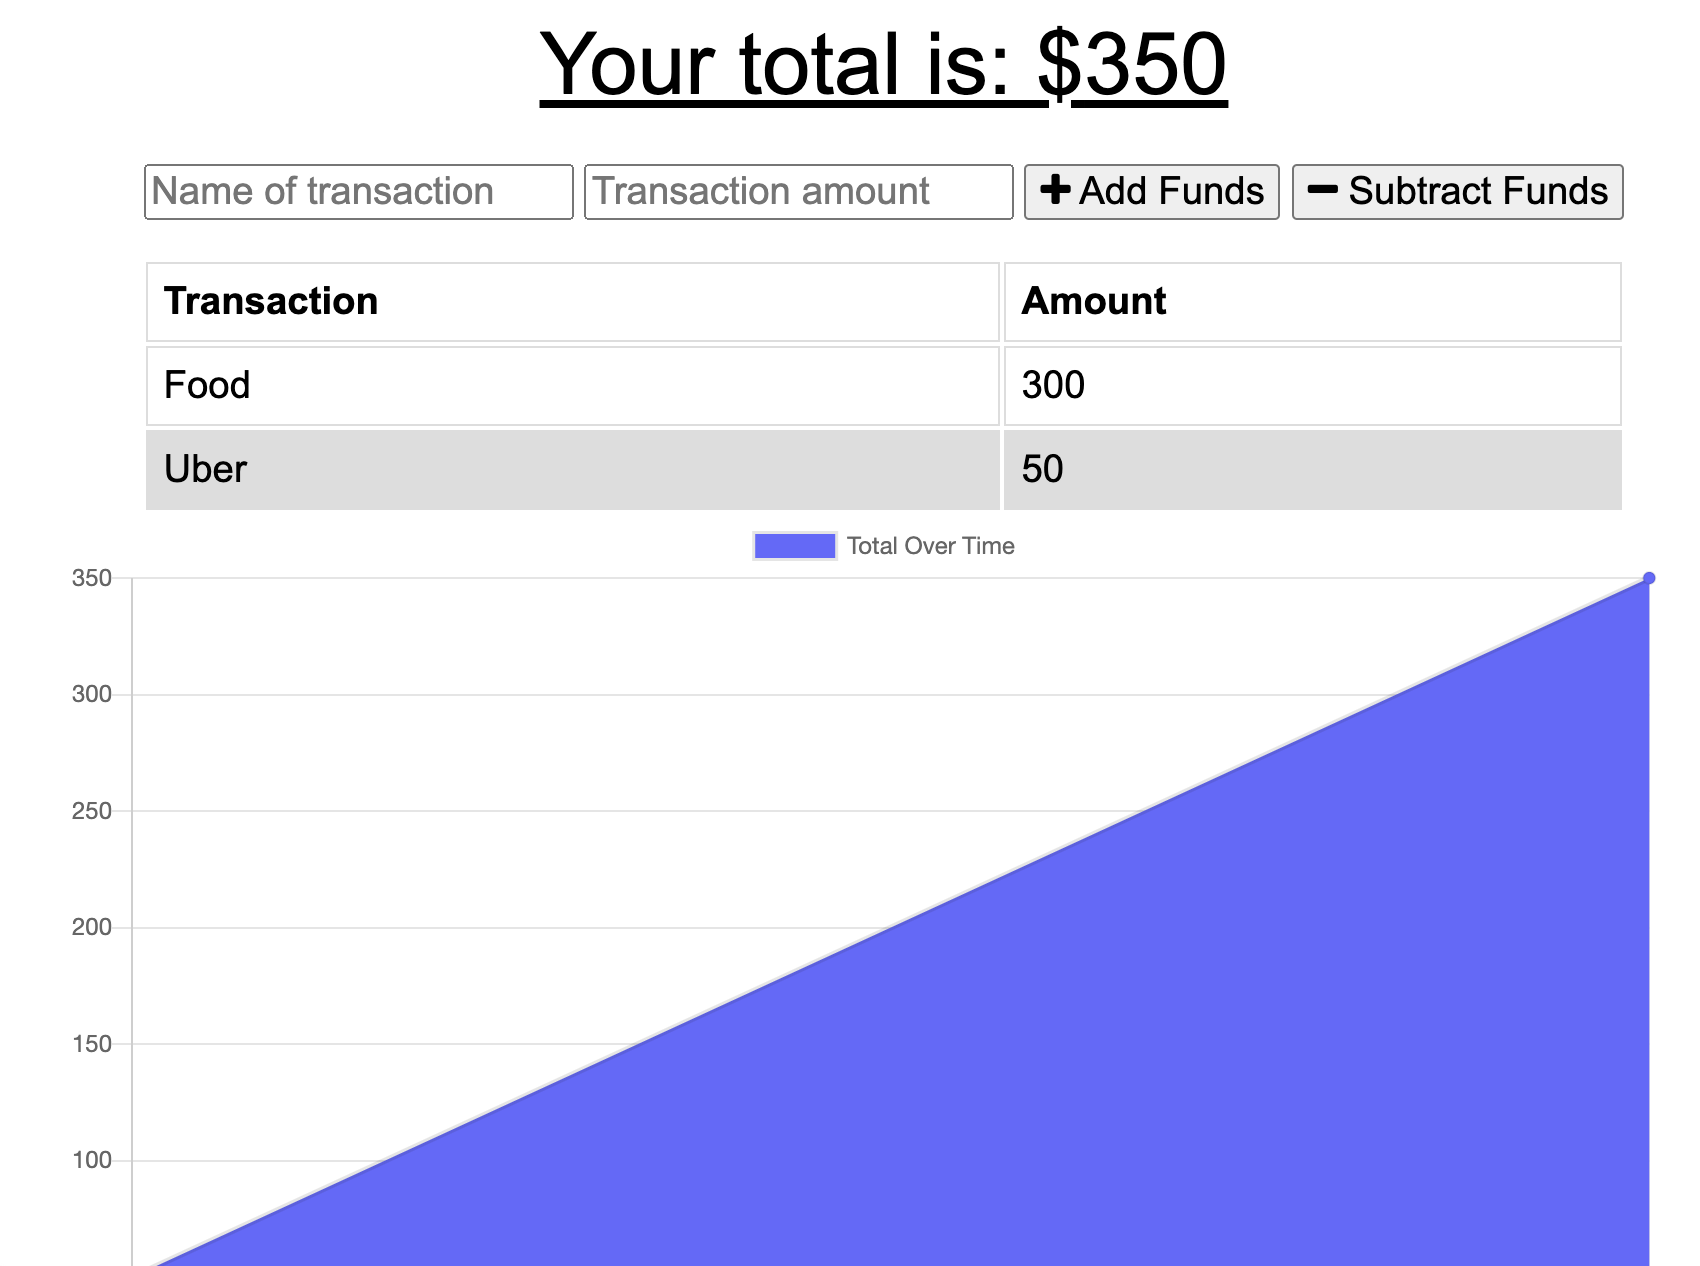 Your total is: $350
Name of transaction Transaction amount Add Funds Subtract Funds
Transaction Amount
Food 300
Uber 50
Total Over Time
350
300
250
200
150
100